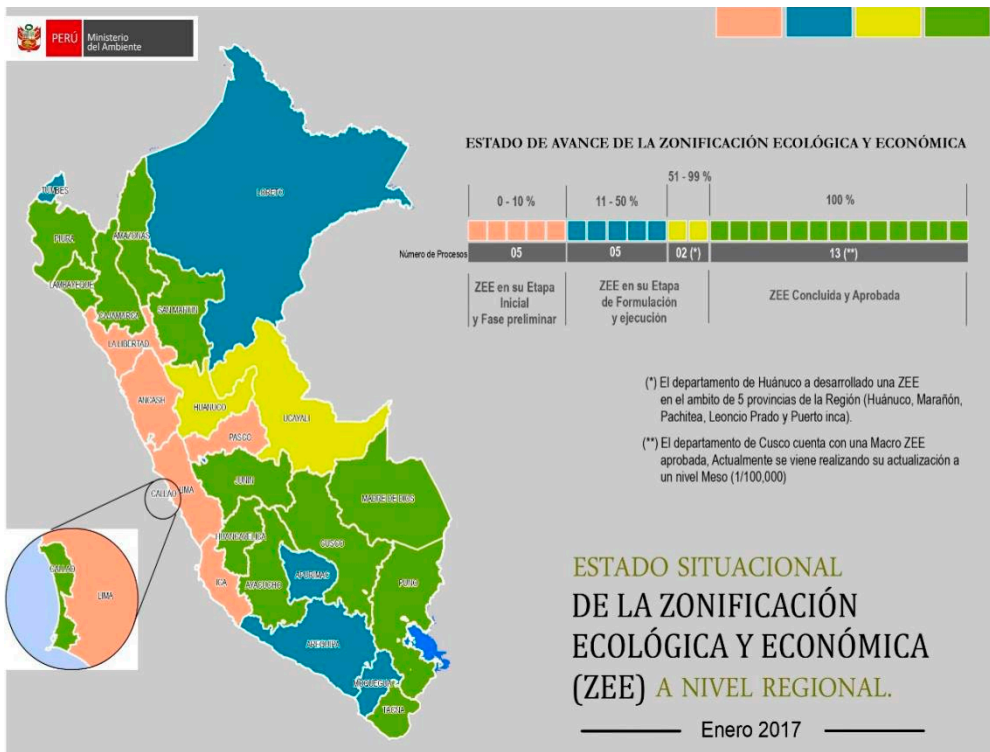 PERÚ
Ministerio
del Ambiente
ESTADO DE AVANCE DE LA ZONIFICACIÓN ECOLÓGICA Y ECONÓMICA
0 - 10 %
11 - 50 %
51 - 99 %
100 %
Número de Procesos
05
05
02 (*)
13 (**)
ZEE en su Etapa
Inicial
y Fase preliminar
ZEE en su Etapa
de Formulación
y ejecución
ZEE Concluida y Aprobada
(*) El departamento de Huánuco a desarrollado una ZEE
en el ambito de 5 provincias de la Región (Huánuco, Marañón,
Pachitea, Leoncio Prado y Puerto inca).
(**) El departamento de Cusco cuenta con una Macro ZEE
aprobada, Actualmente se viene realizando su actualización a
un nivel Meso (1/100,000)
TUMBES
LORETO
PIURA
AMAZONAS
LAMBAYEQUE
CAJAMARCA
SAN MARTIN
LA LIBERTAD
ANCASH
HUANUCO
UCAYALI
PASCO
CALLAO
LIMA
JUNIN
MADRE DE DIOS
HUANCAVELICA
CUSCO
ICA
AYACUCHO
APURIMAC
PUNO
AREQUIPA
MOQUEGUA
TACNA
CALLAO
LIMA
ESTADO SITUACIONAL
DE LA ZONIFICACIÓN
ECOLÓGICA Y ECONÓMICA
(ZEE) A NIVEL REGIONAL.
Enero 2017